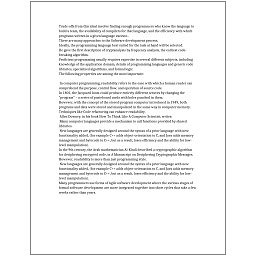 Trade-offs from this ideal involve finding enough programmers who know the language to
build a team, the availability of compilers for that language, and the efficiency with which
programs written in a given language execute.
There are many approaches to the Software development process.
Ideally, the programming language best suited for the task at hand will be selected.
He gave the first description of cryptanalysis by frequency analysis, the earliest code-
breaking algorithm.
Proficient programming usually requires expertise in several different subjects, including
knowledge of the application domain, details of programming languages and generic code
libraries, specialized algorithms, and formal logic.
The following properties are among the most important:

In computer programming, readability refers to the ease with which a human reader can
comprehend the purpose, control flow, and operation of source code.
In 1801, the Jacquard loom could produce entirely different weaves by changing the
"program" – a series of pasteboard cards with holes punched in them.
However, with the concept of the stored-program computer introduced in 1949, both
programs and data were stored and manipulated in the same way in computer memory.
Techniques like Code refactoring can enhance readability.
Allen Downey, in his book How To Think Like A Computer Scientist, writes:
Many computer languages provide a mechanism to call functions provided by shared
libraries.
New languages are generally designed around the syntax of a prior language with new
functionality added, (for example C++ adds object-orientation to C, and Java adds memory
management and bytecode to C++, but as a result, loses efficiency and the ability for low-
level manipulation).
In the 9th century, the Arab mathematician Al-Kindi described a cryptographic algorithm
for deciphering encrypted code, in A Manuscript on Deciphering Cryptographic Messages.
However, readability is more than just programming style.
New languages are generally designed around the syntax of a prior language with new
functionality added, (for example C++ adds object-orientation to C, and Java adds memory
management and bytecode to C++, but as a result, loses efficiency and the ability for low-
level manipulation).
Many programmers use forms of Agile software development where the various stages of
formal software development are more integrated together into short cycles that take a few
weeks rather than years.